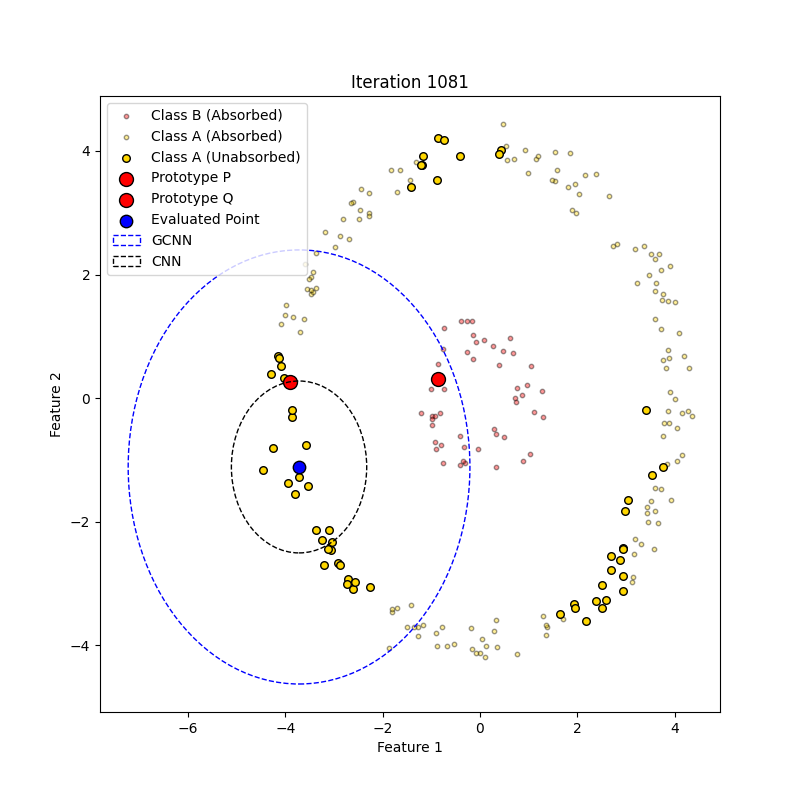 Iteration 1081
Class B (Absorbed)
Class A (Absorbed)
Class A (Unabsorbed)
Prototype P
Prototype Q
Evaluated Point
GCNN
CNN
4
2
0
−2
−4
Feature 2
−6
−4
−2
0
2
4
Feature 1